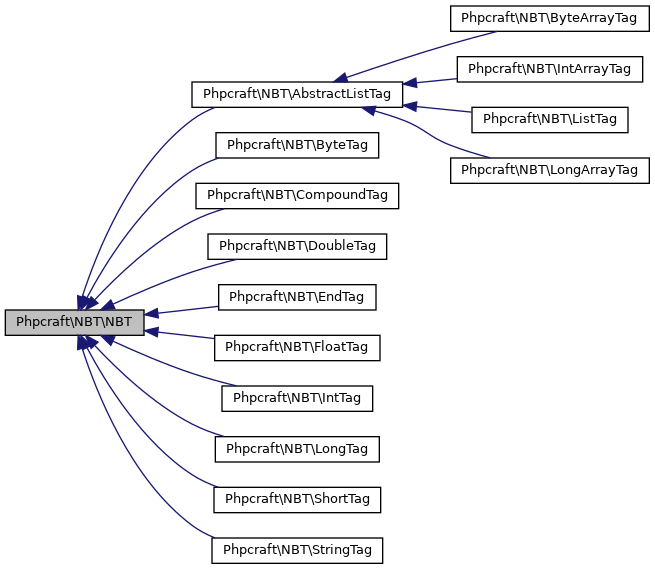 Phpcraft\NBT\ByteArrayTag
Phpcraft\NBT\IntArrayTag
Phpcraft\NBT\AbstractListTag
Phpcraft\NBT\ListTag
Phpcraft\NBT\ByteTag
Phpcraft\NBT\LongArrayTag
Phpcraft\NBT\CompoundTag
Phpcraft\NBT\DoubleTag
Phpcraft\NBT\EndTag
Phpcraft\NBT\NBT
Phpcraft\NBT\FloatTag
Phpcraft\NBT\IntTag
Phpcraft\NBT\LongTag
Phpcraft\NBT\ShortTag
Phpcraft\NBT\StringTag